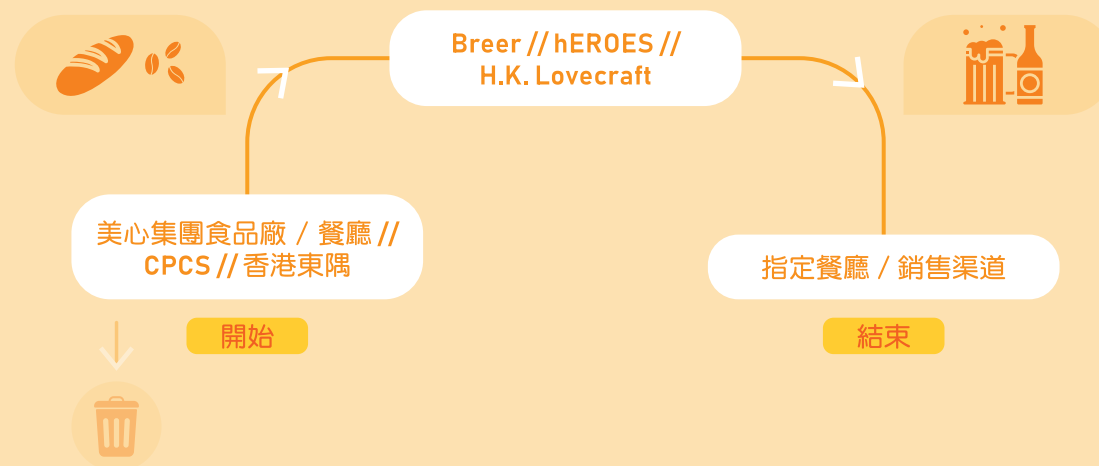 Breer // hEROES //
H.K. Lovecraft
美心集團食品廠 / 餐廳 //
CPCS // 香港東隅
指定餐廳 / 銷售渠道
開始
結束